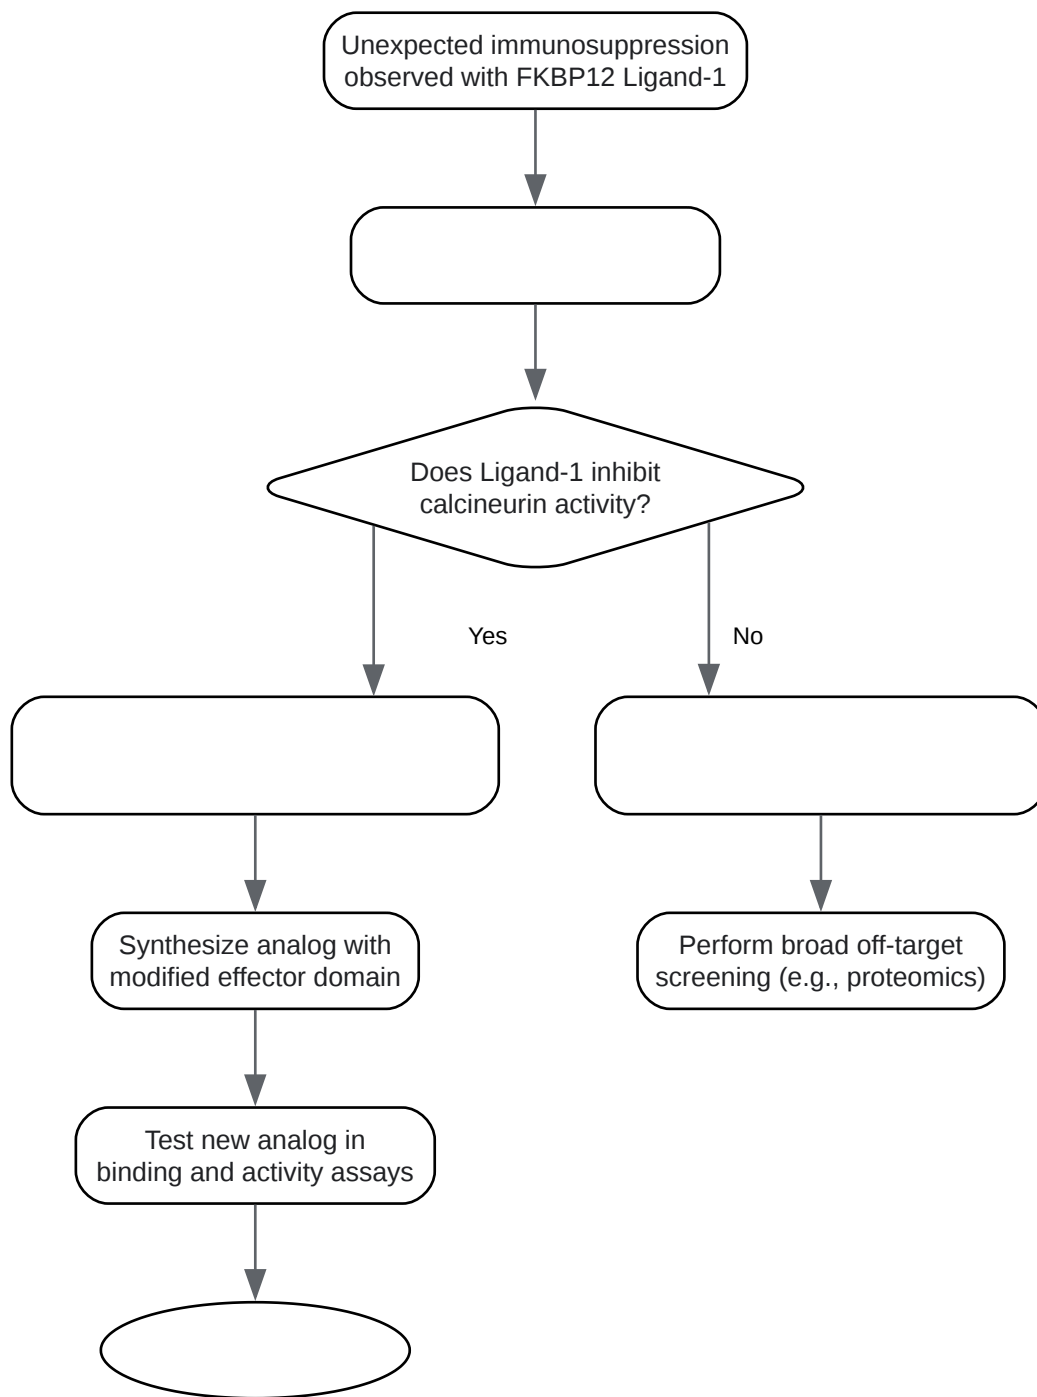 Unexpected immunosuppression
observed with FKBP12 Ligand-1
Does Ligand-1 inhibit
calcineurin activity?
Yes
No
Synthesize analog with
modified effector domain
Perform broad off-target
screening (e.g., proteomics)
Test new analog in
binding and activity assays